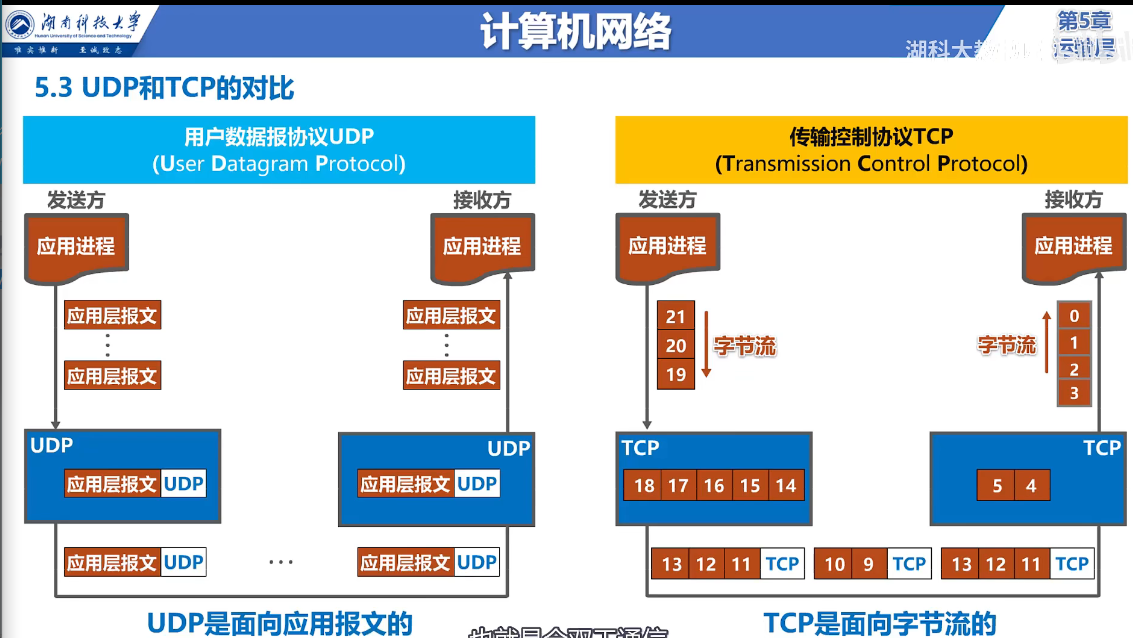 湖南科技大学
Hunan University of Science and Technology
唯实惟新 至诚致志
计算机网络
第5章
运输层
湖科大教
5.3 UDP和TCP的对比
用户数据报协议UDP
(User Datagram Protocol)
发送方
接收方
应用进程
应用进程
应用层报文
应用层报文
⋮
⋮
应用层报文
应用层报文
UDP
UDP
应用层报文 UDP
应用层报文 UDP
应用层报文 UDP
…
应用层报文 UDP
UDP是面向应用报文的
传输控制协议TCP
(Transmission Control Protocol)
发送方
接收方
应用进程
应用进程
21
20
19
字节流
字节流
0
1
2
3
TCP
TCP
18 17 16 15 14
5 4
13 12 11 TCP
10 9 TCP
13 12 11 TCP
TCP是面向字节流的
也就是全双工通信